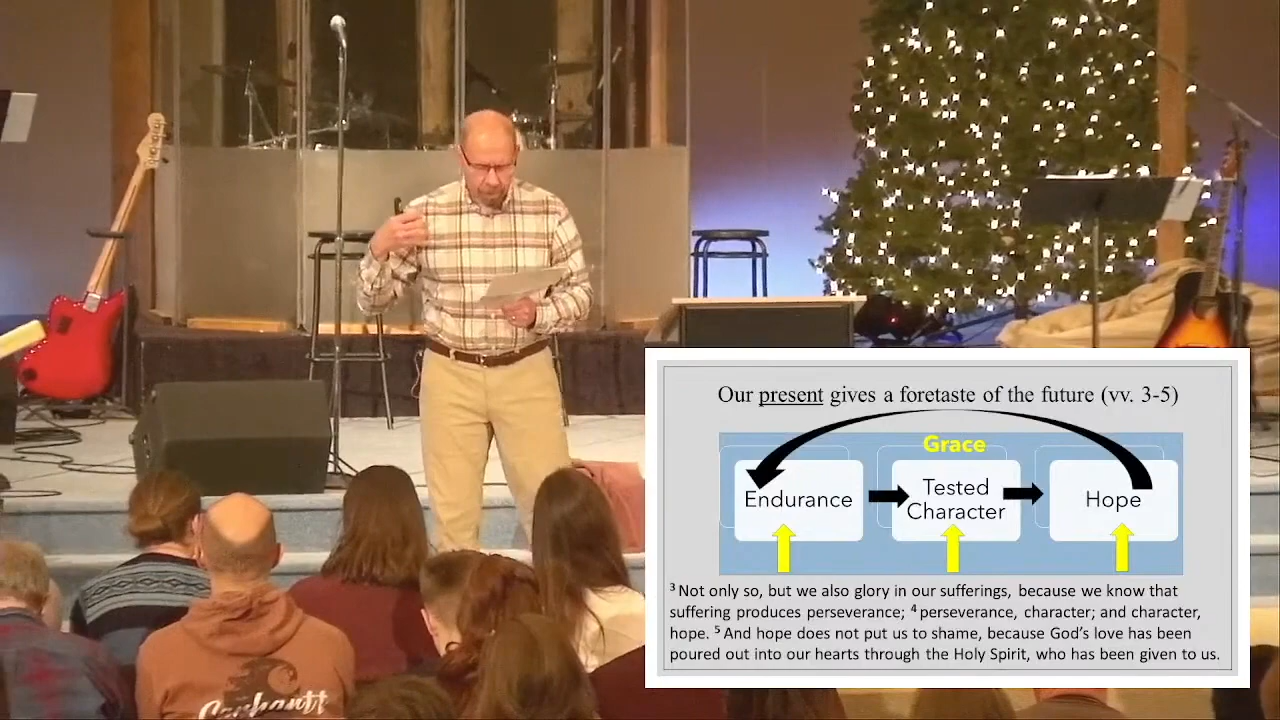 Our present gives a foretaste of the future (vv. 3-5)
Grace
Endurance
Tested
Character
Hope
³ Not only so, but we also glory in our sufferings, because we know that
suffering produces perseverance; ⁴ perseverance, character; and character,
hope. ⁵ And hope does not put us to shame, because God's love has been
poured out into our hearts through the Holy Spirit, who has been given to us.
Carhartt